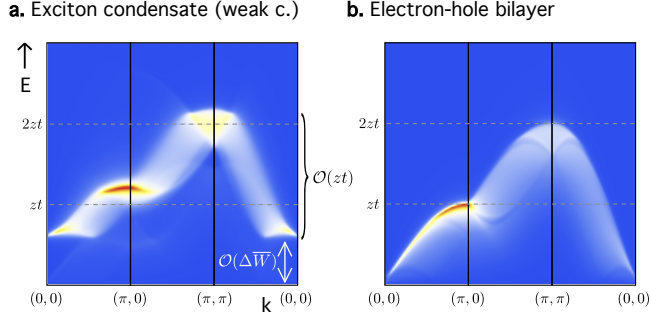 a. Exciton condensate (weak c.)
b. Electron-hole bilayer
E
2zt
zt
𝒪(zt)
𝒪(ΔW̅)
(0, 0)
(π, 0)
(π, π)
(0, 0)
k
2zt
zt
(0, 0)
(π, 0)
(π, π)
(0, 0)